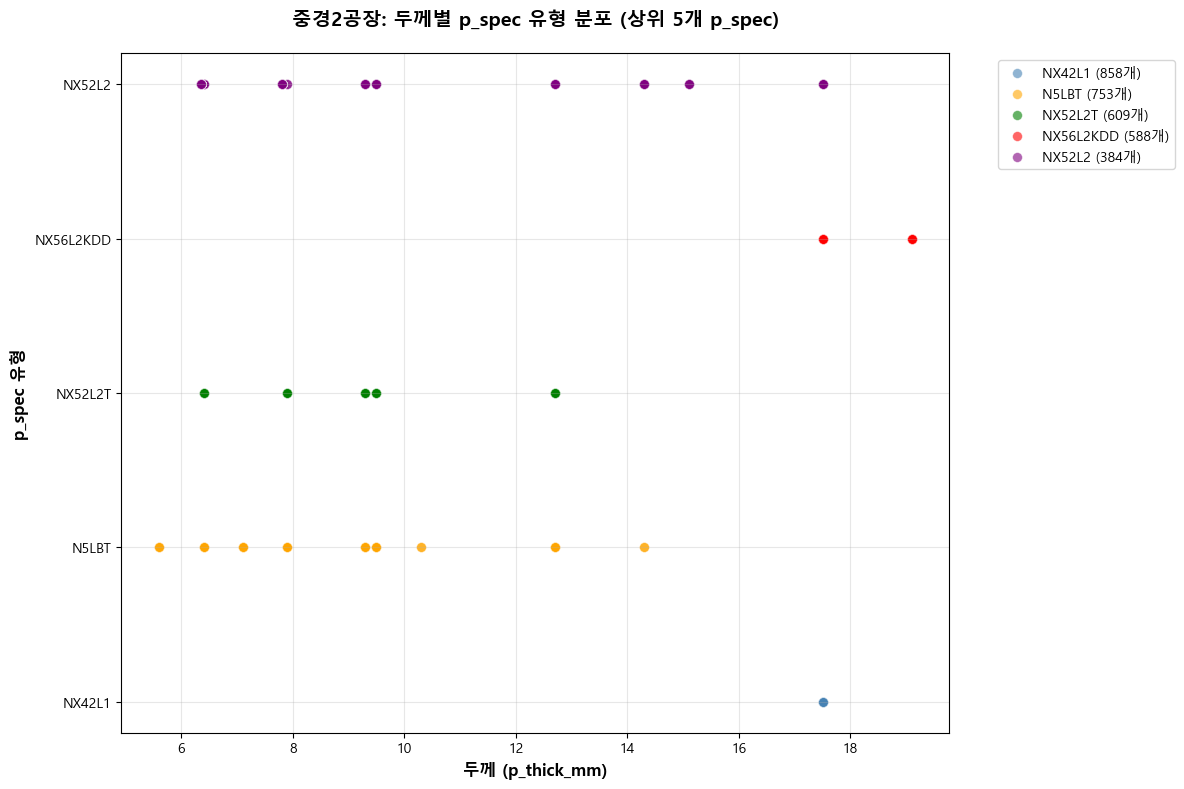 중경2공장: 두께별 p_spec 유형 분포 (상위 5개 p_spec)
NX52L2
NX56L2KDD
NX52L2T
N5LBT
NX42L1
p_spec 유형
6 8 10 12 14 16 18
두께 (p_thick_mm)
NX42L1 (858개)
N5LBT (753개)
NX52L2T (609개)
NX56L2KDD (588개)
NX52L2 (384개)